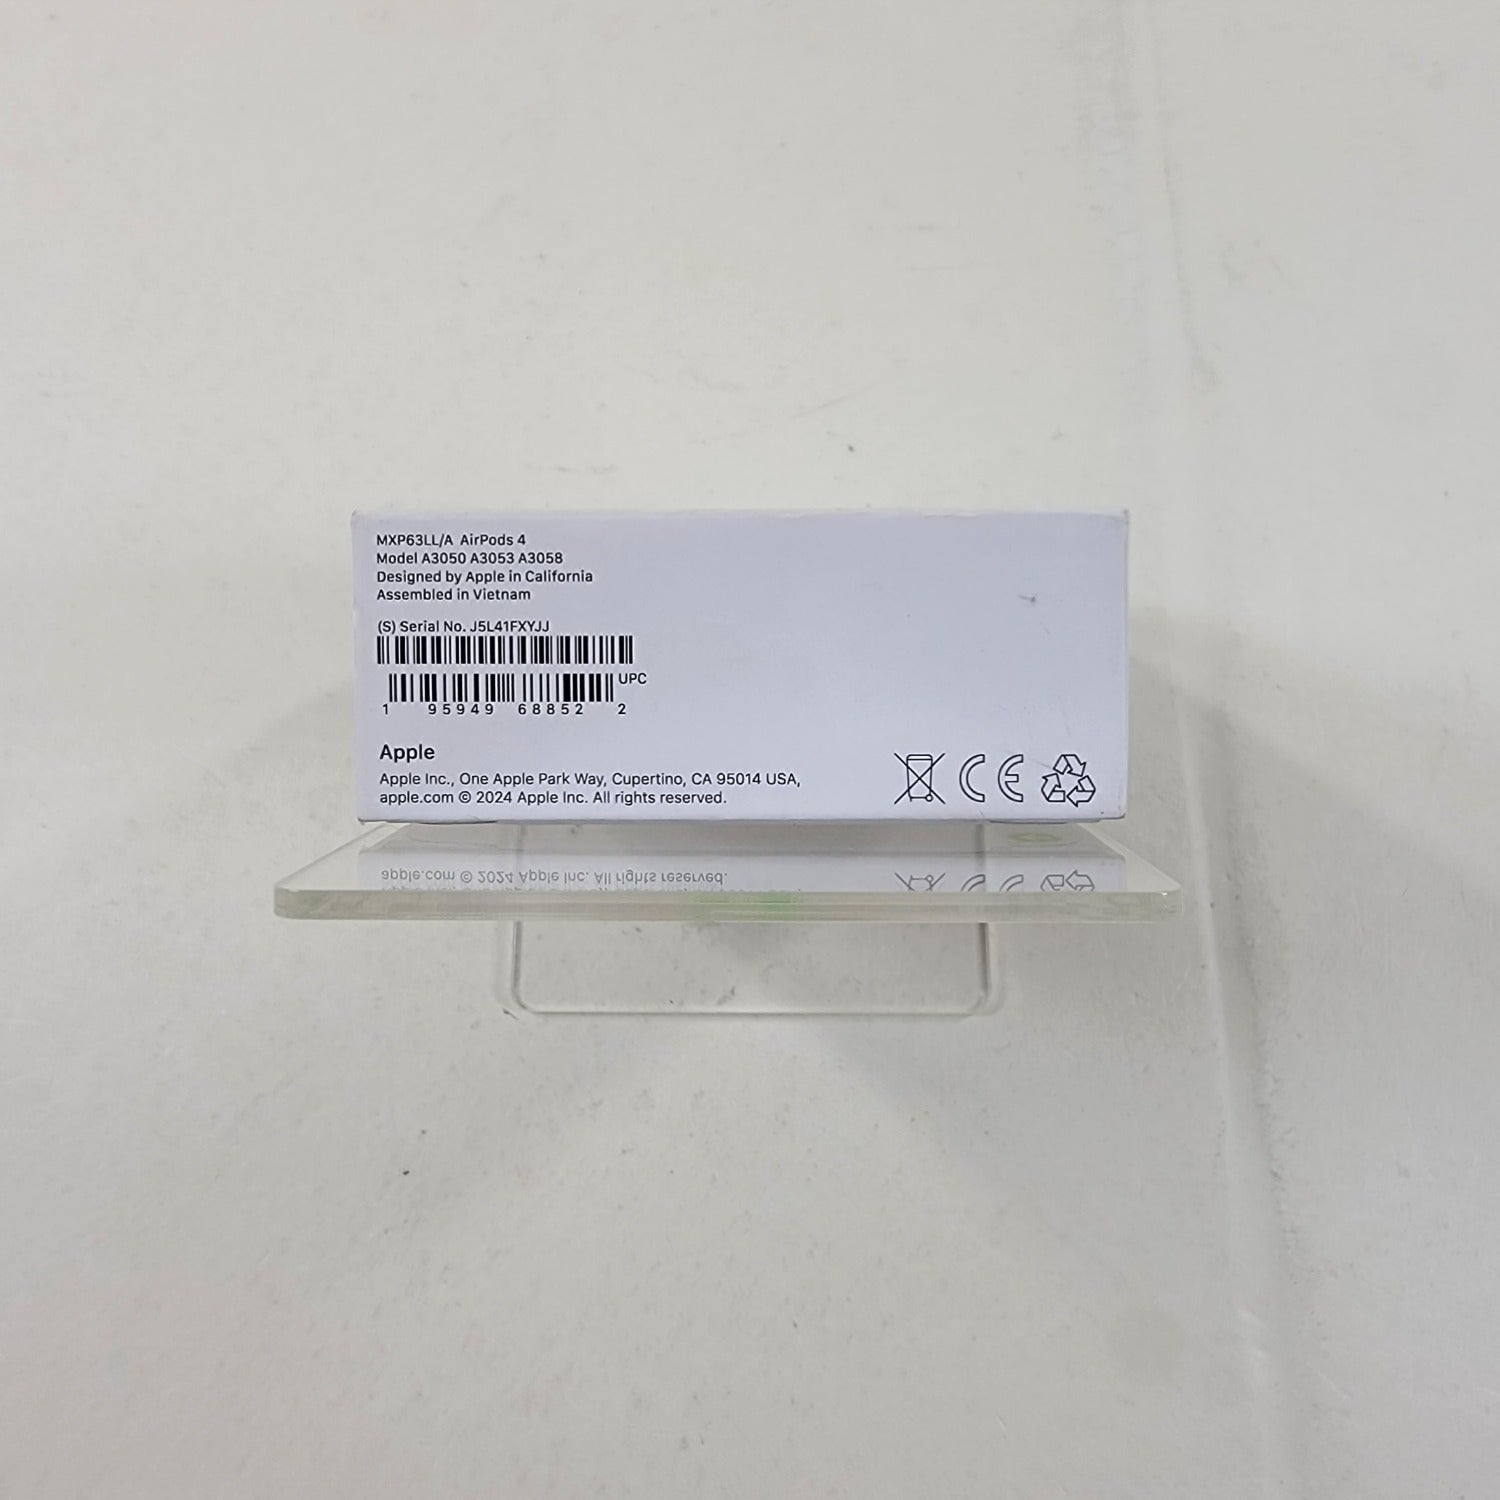 MXP63LL/A AirPods 4
Model A3050 A3053 A3058
Designed by Apple in California
Assembled in Vietnam
(S) Serial No. J5L41FXYJJ
UPC
1 95949 68852 2
Apple
Apple Inc., One Apple Park Way, Cupertino, CA 95014 USA,
apple.com © 2024 Apple Inc. All rights reserved.
CE